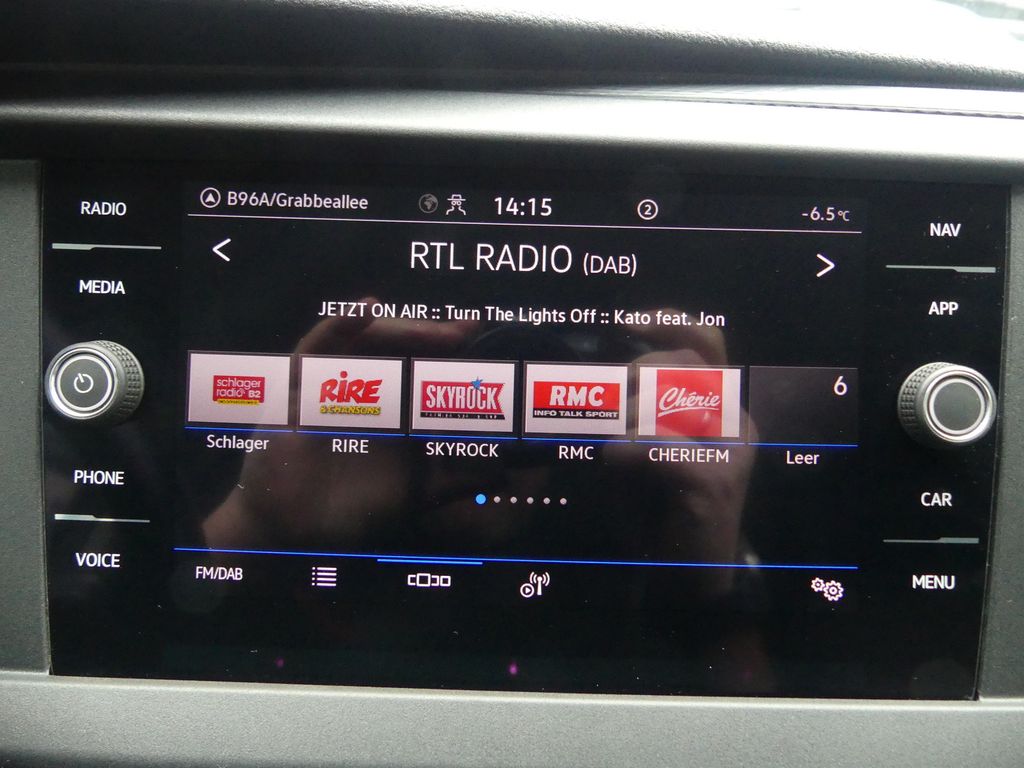 RADIO
B96A/Grabbeallee 14:15 2 -6.5°C
NAV
RTL RADIO (DAB)
MEDIA
APP
JETZT ON AIR :: Turn The Lights Off :: Kato feat. Jon
schlager
radio B2
RIRE
& CHANSONS
SKYROCK
RMC
INFO TALK SPORT
Chérie
6
Schlager RIRE SKYROCK RMC CHERIEFM Leer
PHONE
CAR
VOICE
FM/DAB
MENU